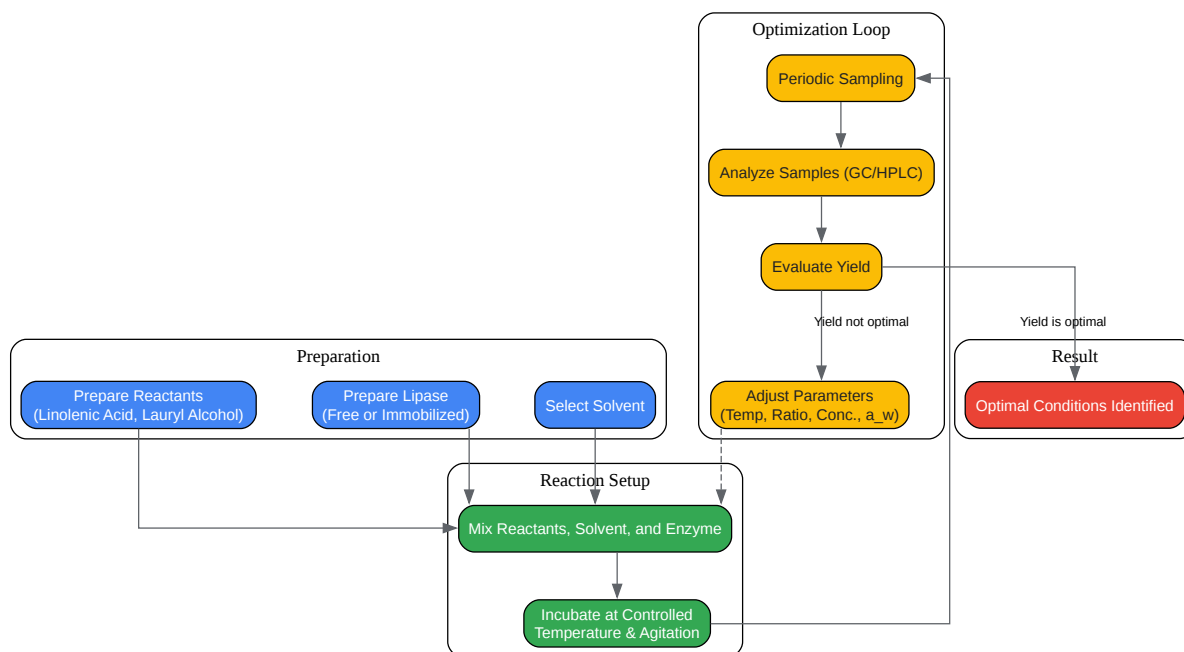 Optimization Loop
Periodic Sampling
Analyze Samples (GC/HPLC)
Evaluate Yield
Yield not optimal
Yield is optimal
Preparation
Result
Prepare Reactants
(Linolenic Acid, Lauryl Alcohol)
Prepare Lipase
(Free or Immobilized)
Select Solvent
Adjust Parameters
(Temp, Ratio, Conc., a_w)
Optimal Conditions Identified
Reaction Setup
Mix Reactants, Solvent, and Enzyme
Incubate at Controlled
Temperature & Agitation